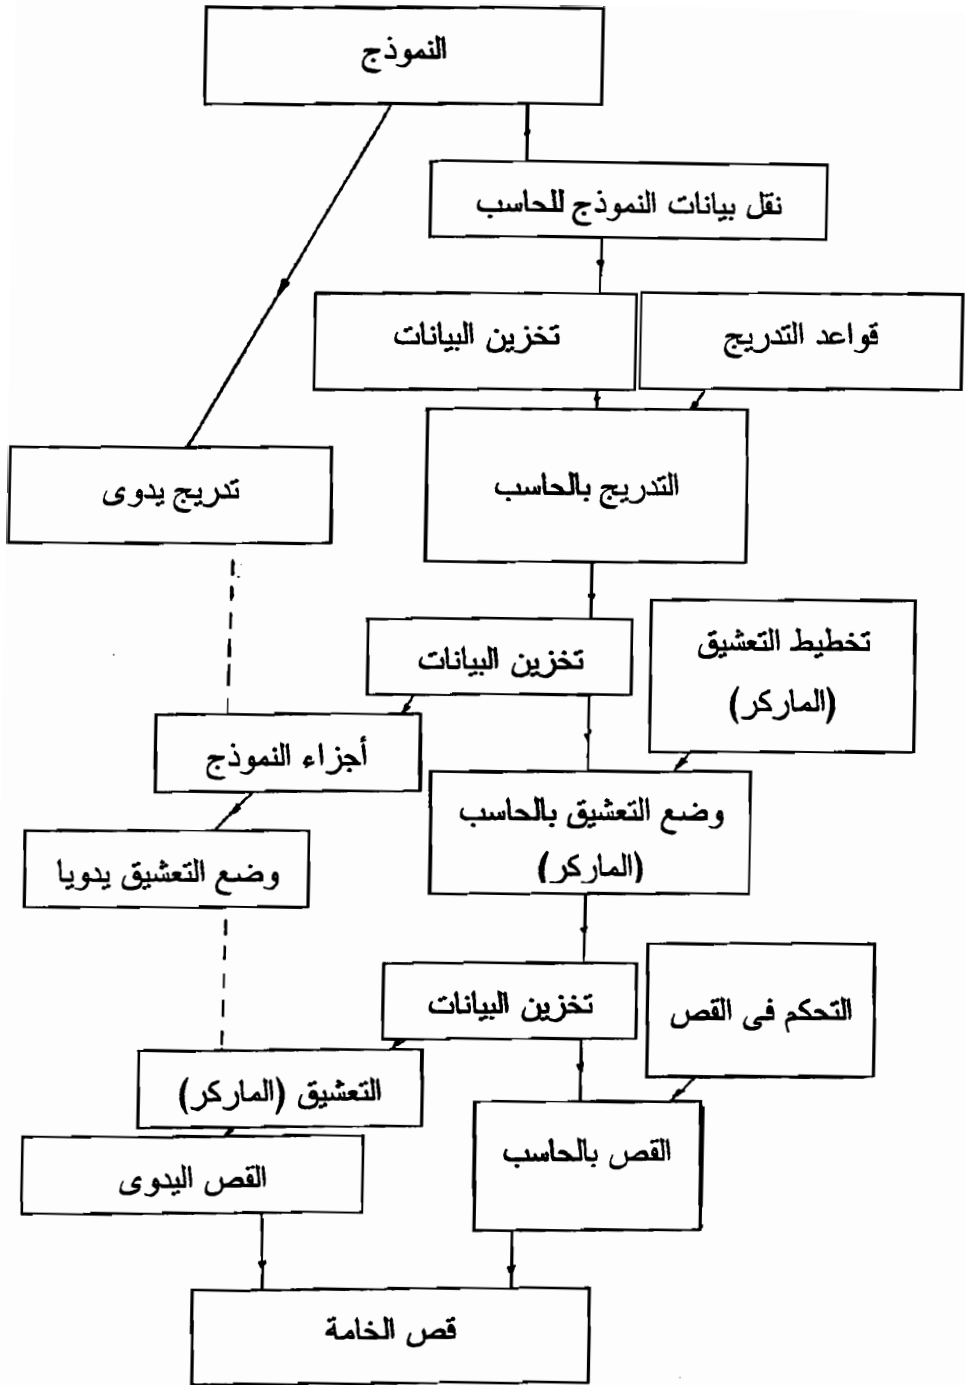 النموذج
نقل بيانات النموذج للحاسب
قواعد التدريج
تخزين البيانات
التدريج بالحاسب
تدريج يدوى
تخطيط التعشيق
(الماركر)
تخزين البيانات
أجزاء النموذج
وضع التعشيق بالحاسب
(الماركر)
وضع التعشيق يدويا
التحكم فى القص
تخزين البيانات
التعشيق (الماركر)
القص بالحاسب
القص اليدوى
قص الخامة